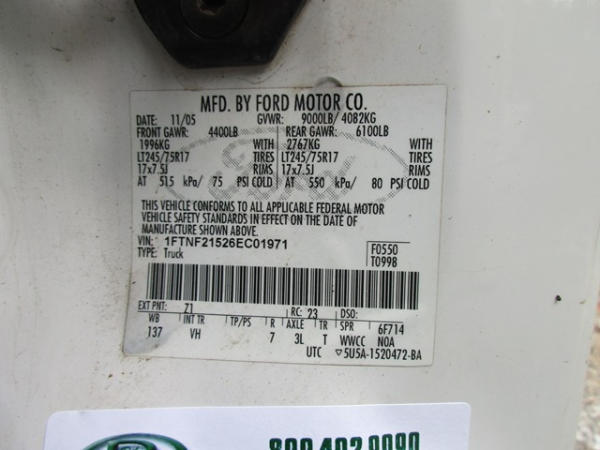 MFD. BY FORD MOTOR CO.
DATE: 11/05 GVWR: 9000LB/ 4082KG
FRONT GAWR: 4400LB REAR GAWR: 6100LB
1996KG WITH 2767KG WITH
LT245/75R17 TIRES LT245/75R17 TIRES
17x7.5J RIMS 17x7.5J RIMS
AT 515 kPa/ 75 PSI COLD AT 550 kPa/ 80 PSI COLD
THIS VEHICLE CONFORMS TO ALL APPLICABLE FEDERAL MOTOR
VEHICLE SAFETY STANDARDS IN EFFECT ON THE DATE OF
MANUFACTURE SHOWN ABOVE.
VIN: 1FTNF21526EC01971 F0550
TYPE: Truck T0998
EXT PNT: Z1 RC: 23 DSO:
WB INT TR TP/PS R AXLE TR SPR 6F714
137 VH 7 3L T WWCC NOA
UTC ▽5U5A-1520472-BA